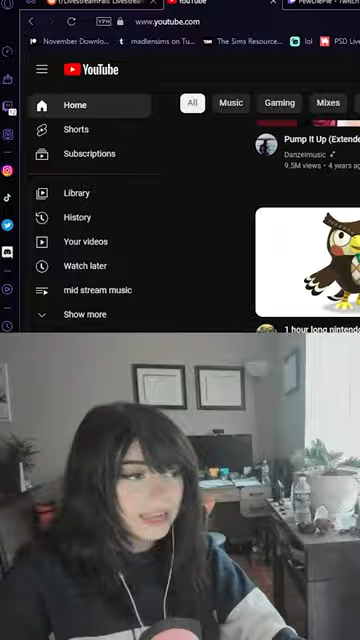 r/LivestreamFail: Livestream
YouTube
PewDiePie - Twitch
VPN
www.youtube.com
November Downlo...
t
madlensims on Tu...
The Sims Resource...
lol
PSD Live
YouTube
Home
Shorts
Subscriptions
Library
History
Your videos
Watch later
mid stream music
Show more
All
Music
Gaming
Mixes
Pump It Up (Extende
Danzelmusic
9.5M views • 4 years ag
1 hour long nintend